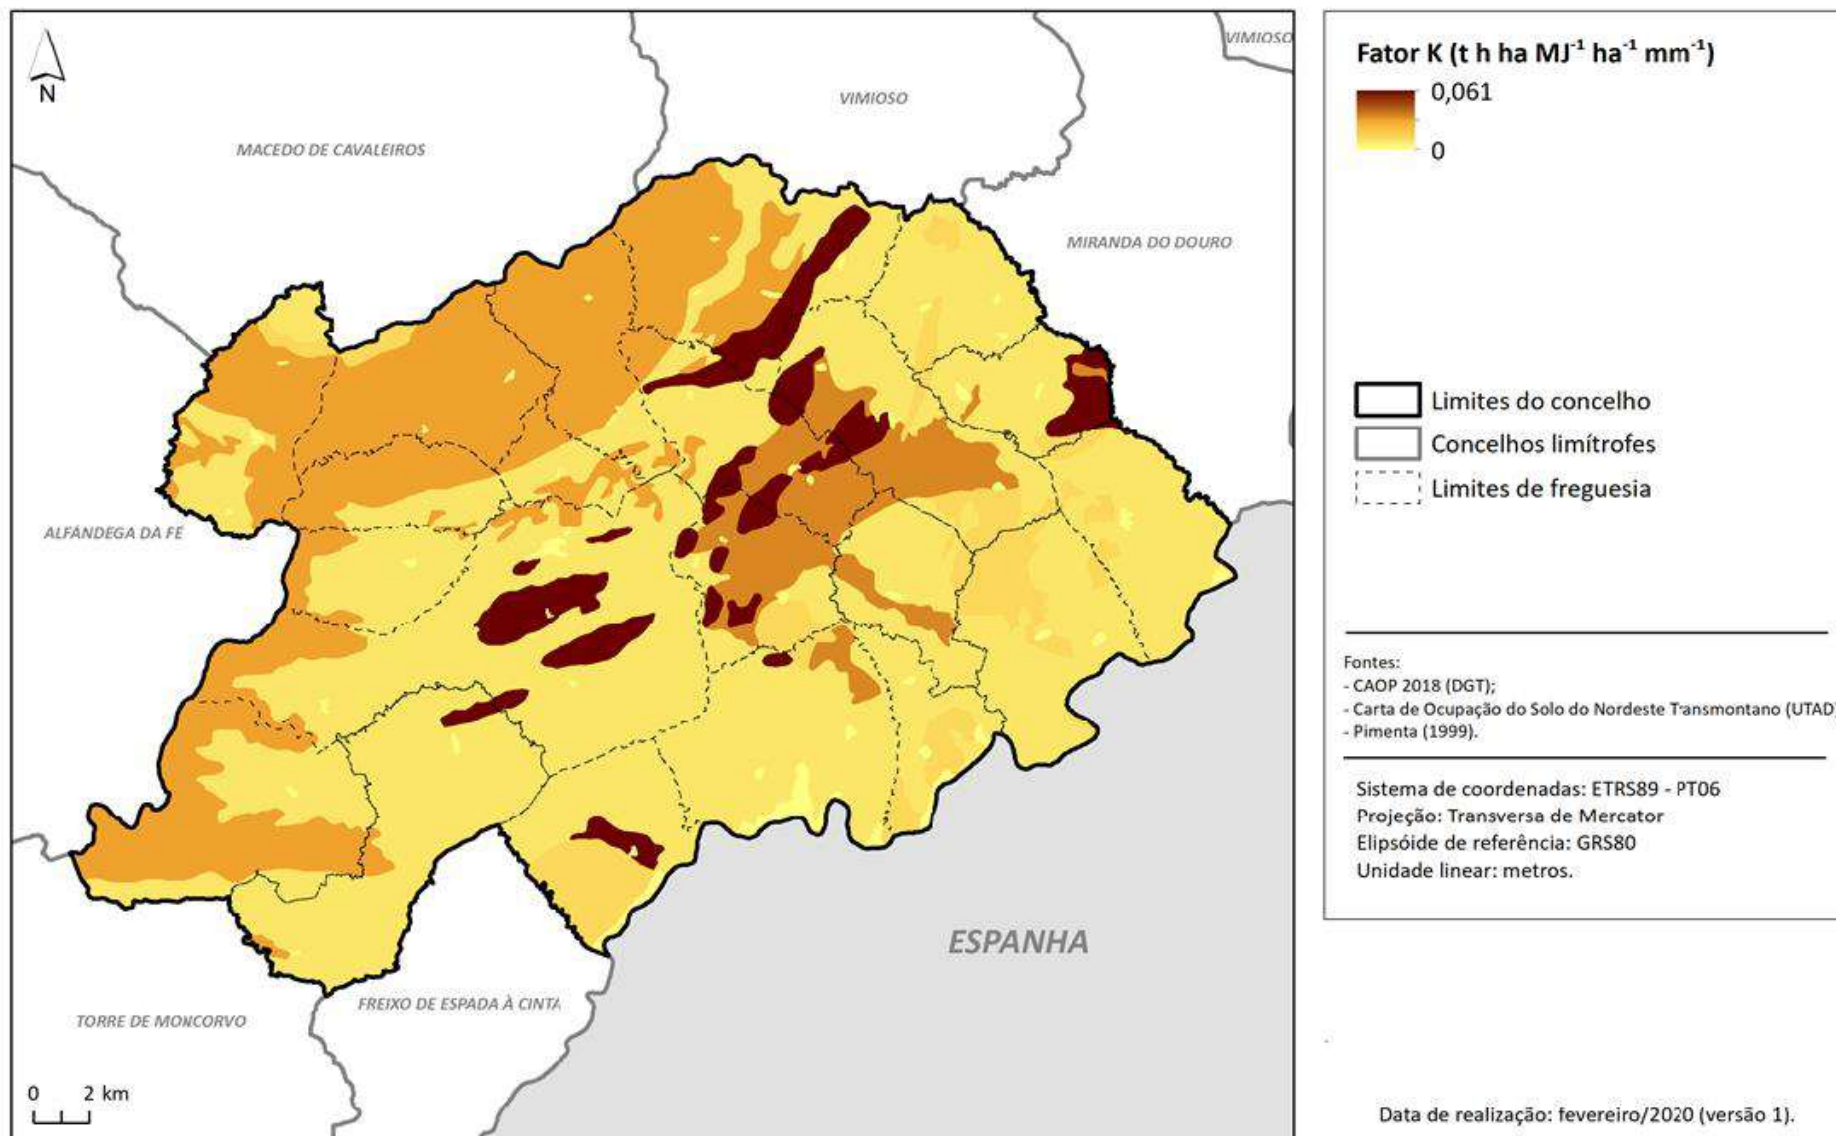 N
VIMIOSO
VIMIOSO
MACEDO DE CAVALEIROS
MIRANDA DO DOURO
ALFÂNDEGA DA FÉ
ESPANHA
FREIXO DE ESPADA À CINTA
TORRE DE MONCORVO
0 2 km
Fator K (t h ha MJ⁻¹ ha⁻¹ mm⁻¹)
0,061
0
Limites do concelho
Concelhos limítrofes
Limites de freguesia
Fontes:
- CAOP 2018 (DGT);
- Carta de Ocupação do Solo do Nordeste Transmontano (UTAD)
- Pimenta (1999).
Sistema de coordenadas: ETRS89 - PT06
Projeção: Transversa de Mercator
Elipsóide de referência: GRS80
Unidade linear: metros.
Data de realização: fevereiro/2020 (versão 1).